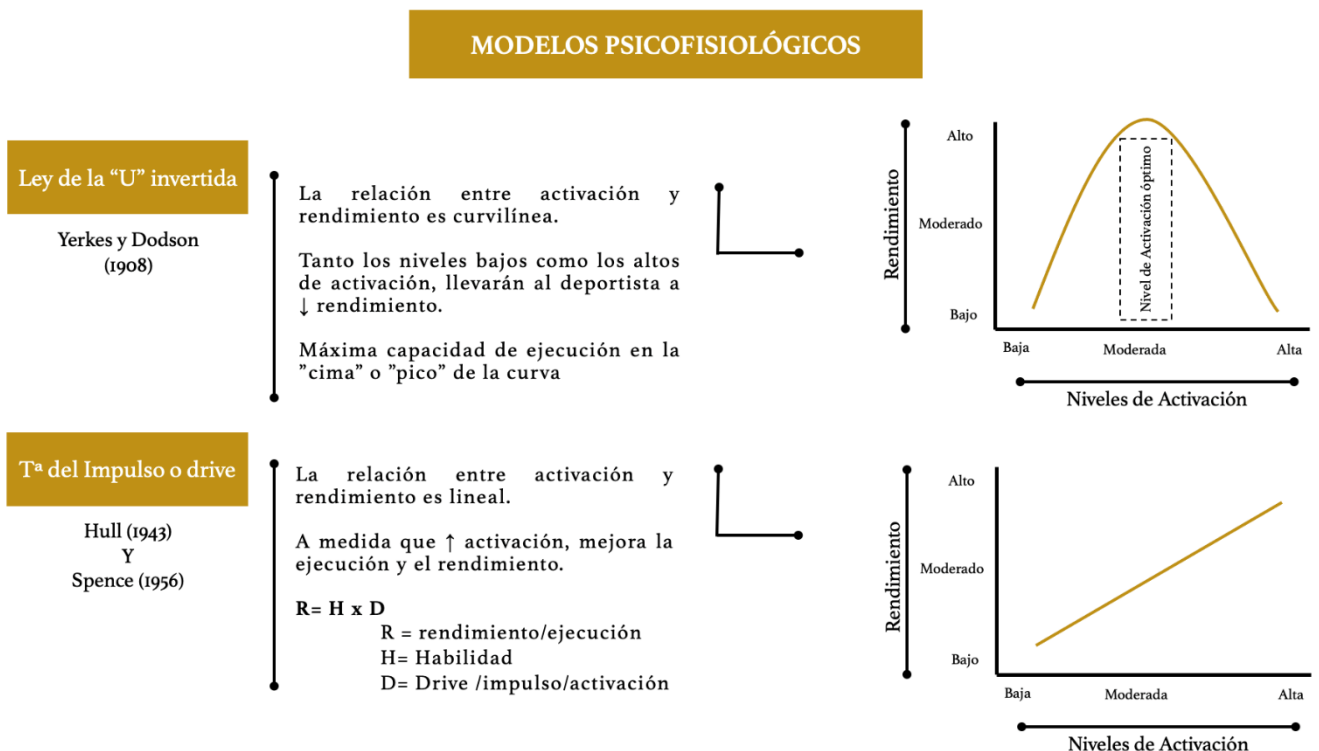 MODELOS PSICOFISIOLÓGICOS
Ley de la “U” invertida
Yerkes y Dodson
(1908)
La relación entre activación y
rendimiento es curvilínea.
Tanto los niveles bajos como los altos
de activación, llevarán al deportista a
↓ rendimiento.
Máxima capacidad de ejecución en la
”cima” o ”pico” de la curva
Rendimiento
Alto
Moderado
Bajo
Nivel de Activación óptimo
Baja
Moderada
Alta
Niveles de Activación
Tª del Impulso o drive
Hull (1943)
Y
Spence (1956)
La relación entre activación y
rendimiento es lineal.
A medida que ↑ activación, mejora la
ejecución y el rendimiento.
R= H x D
R = rendimiento/ejecución
H= Habilidad
D= Drive /impulso/activación
Rendimiento
Alto
Moderado
Bajo
Baja
Moderada
Alta
Niveles de Activación